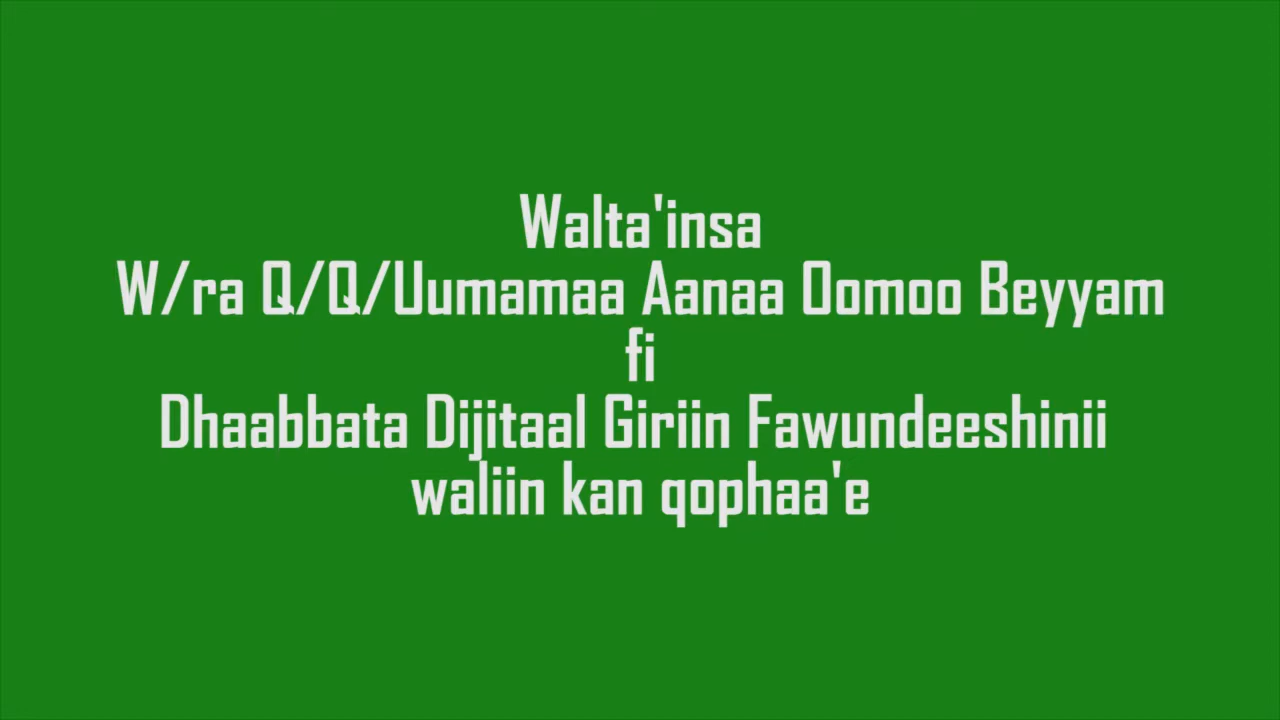 Walta'insa
W/ra Q/Q/Uumamaa Aanaa Oomoo Beyyam
fi
Dhaabbata Dijitaal Giriin Fawundeeshinii
waliin kan qophaa'e